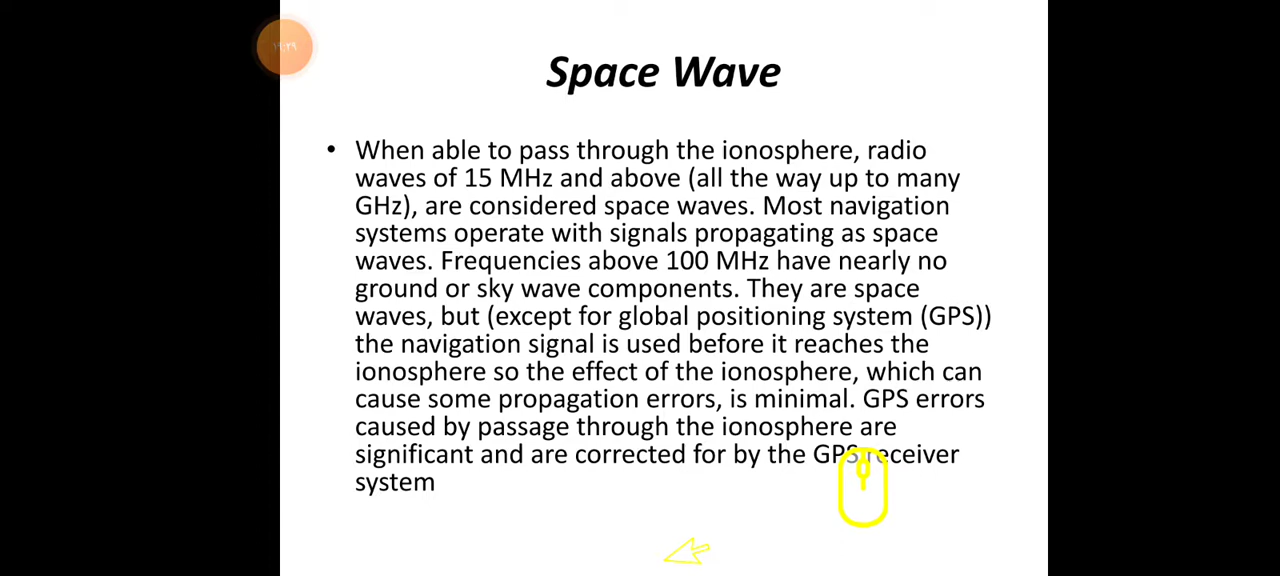 ١٩:٢٩
Space Wave
• When able to pass through the ionosphere, radio
waves of 15 MHz and above (all the way up to many
GHz), are considered space waves. Most navigation
systems operate with signals propagating as space
waves. Frequencies above 100 MHz have nearly no
ground or sky wave components. They are space
waves, but (except for global positioning system (GPS))
the navigation signal is used before it reaches the
ionosphere so the effect of the ionosphere, which can
cause some propagation errors, is minimal. GPS errors
caused by passage through the ionosphere are
significant and are corrected for by the GPS receiver
system